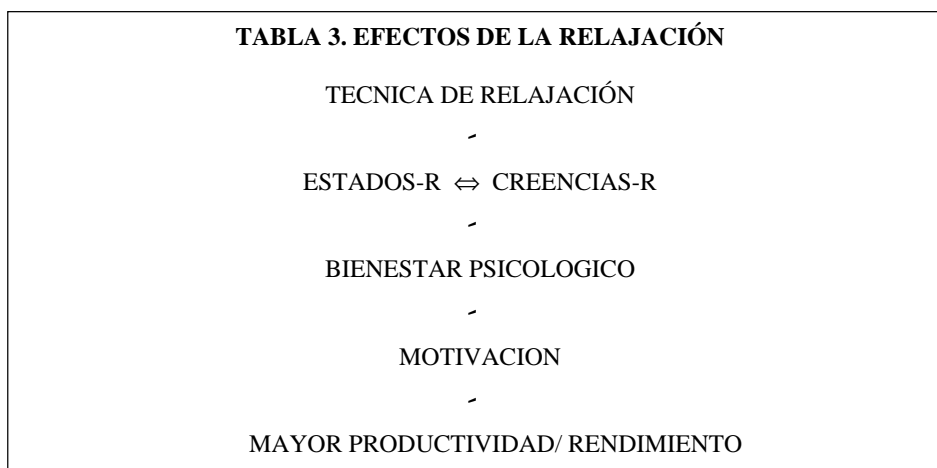 TABLA 3. EFECTOS DE LA RELAJACIÓN
TECNICA DE RELAJACIÓN
-
ESTADOS-R ⇔ CREENCIAS-R
-
BIENESTAR PSICOLOGICO
-
MOTIVACION
-
MAYOR PRODUCTIVIDAD/ RENDIMIENTO